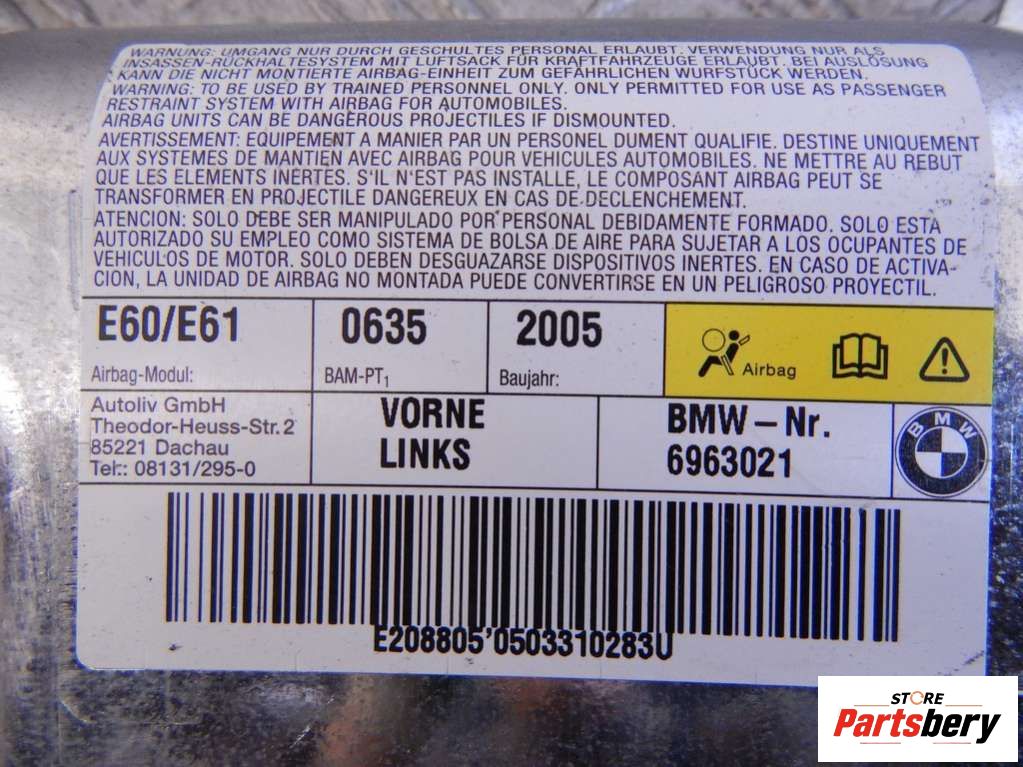 WARNUNG: UMGANG NUR DURCH GESCHULTES PERSONAL ERLAUBT. VERWENDUNG NUR ALS
INSASSEN-RÜCKHALTESYSTEM MIT LUFTSACK FÜR KRAFTFAHRZEUGE ERLAUBT. BEI AUSLÖSUNG
KANN DIE NICHT MONTIERTE AIRBAG-EINHEIT ZUM GEFÄHRLICHEN WURFSTÜCK WERDEN.
WARNING: TO BE USED BY TRAINED PERSONNEL ONLY. ONLY PERMITTED FOR USE AS PASSENGER
RESTRAINT SYSTEM WITH AIRBAG FOR AUTOMOBILES.
AIRBAG UNITS CAN BE DANGEROUS PROJECTILES IF DISMOUNTED.
AVERTISSEMENT: EQUIPEMENT A MANIER PAR UN PERSONEL DUMENT QUALIFIE. DESTINE UNIQUEMENT
AUX SYSTEMES DE MANTIEN AVEC AIRBAG POUR VEHICULES AUTOMOBILES. NE METTRE AU REBUT
QUE LES ELEMENTS INERTES. S'IL N'EST PAS INSTALLE, LE COMPOSANT AIRBAG PEUT SE
TRANSFORMER EN PROJECTILE DANGEREUX EN CAS DE DECLENCHEMENT.
ATENCION: SOLO DEBE SER MANIPULADO POR PERSONAL DEBIDAMENTE FORMADO. SOLO ESTA
AUTORIZADO SU EMPLEO COMO SISTEMA DE BOLSA DE AIRE PARA SUJETAR A LOS OCUPANTES DE
VEHICULOS DE MOTOR. SOLO DEBEN DESGUAZARSE DISPOSITIVOS INERTES. EN CASO DE ACTIVA-
CION, LA UNIDAD DE AIRBAG NO MONTADA PUEDE CONVERTIRSE EN UN PELIGROSO PROYECTIL.
E60/E61 0635 2005
Airbag
Airbag-Modul: BAM-PT1 Baujahr:
Autoliv GmbH
Theodor-Heuss-Str. 2
85221 Dachau
Tel.: 08131/295-0
VORNE
LINKS
BMW-Nr.
6963021
BMW
E208805'0503310283U
STORE
Partsbery